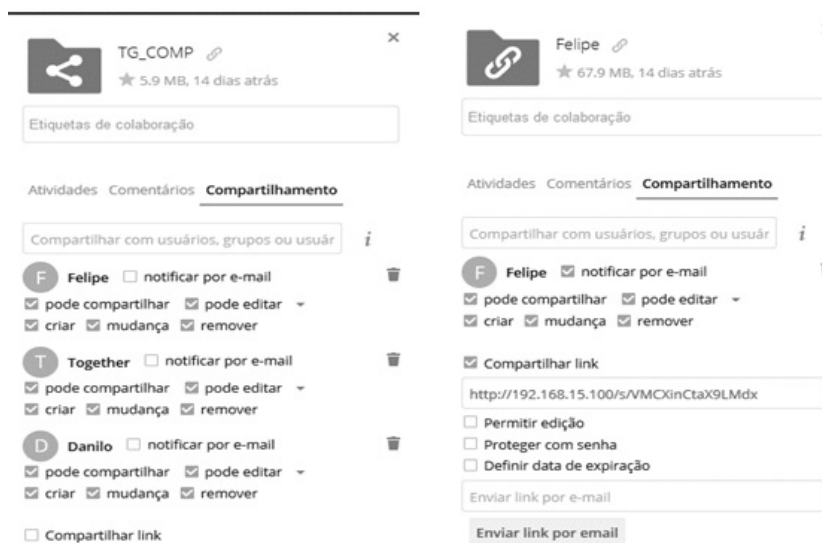 TG_COMP
5.9 MB, 14 dias atrás
Etiquetas de colaboração
Atividades Comentários Compartilhamento
Compartilhar com usuários, grupos ou usuár i
F Felipe notificar por e-mail
pode compartilhar pode editar
criar mudança remover
T Together notificar por e-mail
pode compartilhar pode editar
criar mudança remover
D Danilo notificar por e-mail
pode compartilhar pode editar
criar mudança remover
Compartilhar link
Felipe
67.9 MB, 14 dias atrás
Etiquetas de colaboração
Atividades Comentários Compartilhamento
Compartilhar com usuários, grupos ou usuár i
F Felipe notificar por e-mail
pode compartilhar pode editar
criar mudança remover
Compartilhar link
http://192.168.15.100/s/VMCXinCtaX9LMdx
Permitir edição
Proteger com senha
Definir data de expiração
Enviar link por e-mail
Enviar link por email